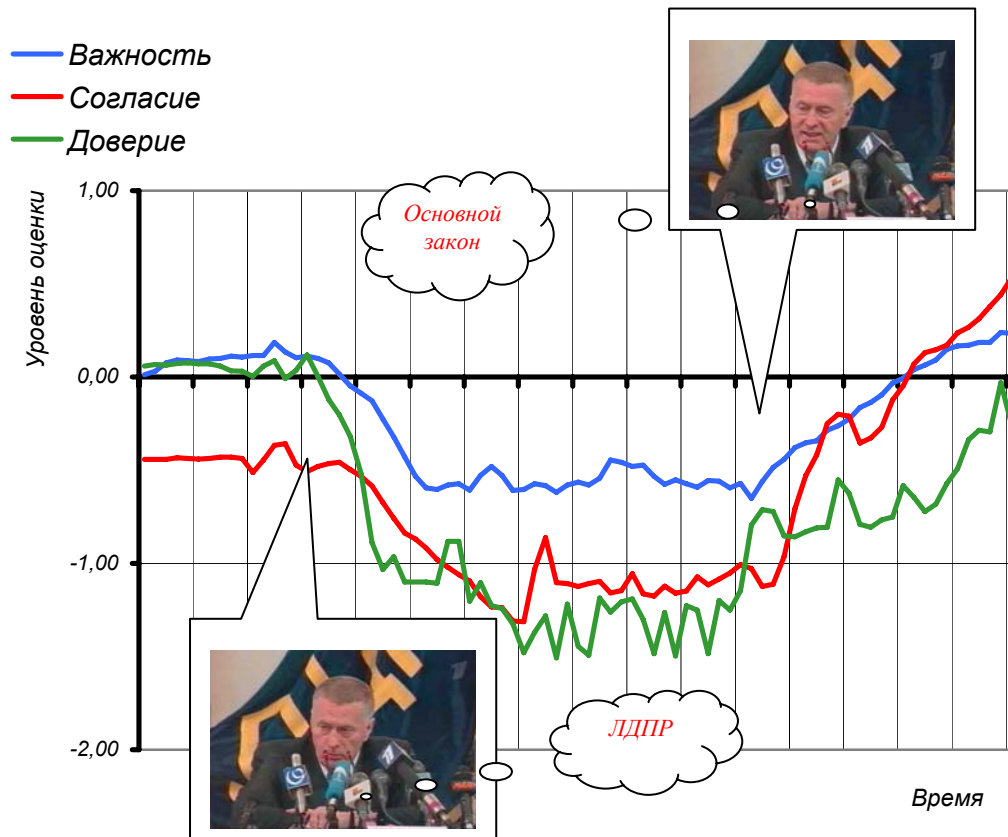 Важность
Согласие
Доверие
Уровень оценки
1,00
0,00
-1,00
-2,00
Основной
закон
ЛДПР
Время